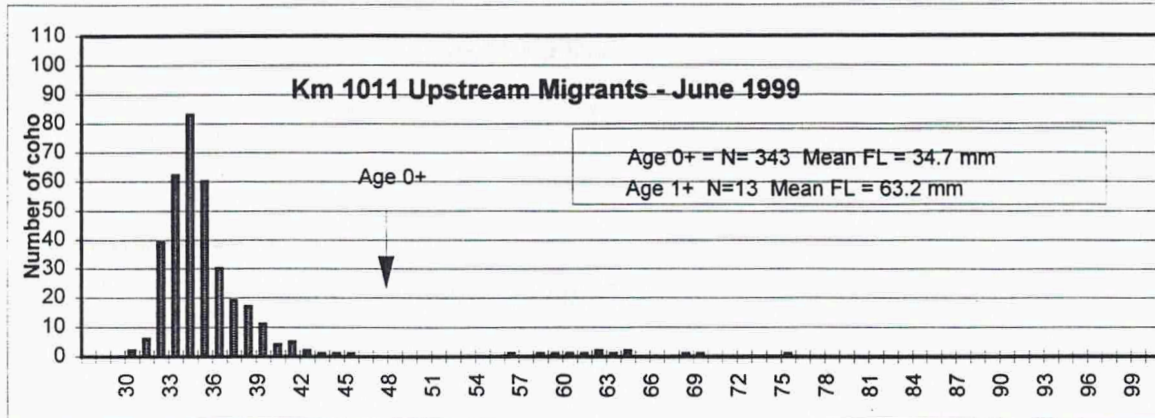 Km 1011 Upstream Migrants - June 1999
Number of coho
110
100
90
80
70
60
50
40
30
20
10
0
Age 0+
Age 0+ = N= 343 Mean FL = 34.7 mm
Age 1+ N=13 Mean FL = 63.2 mm
30 33 36 39 42 45 48 51 54 57 60 63 66 69 72 75 78 81 84 87 90 93 96 99